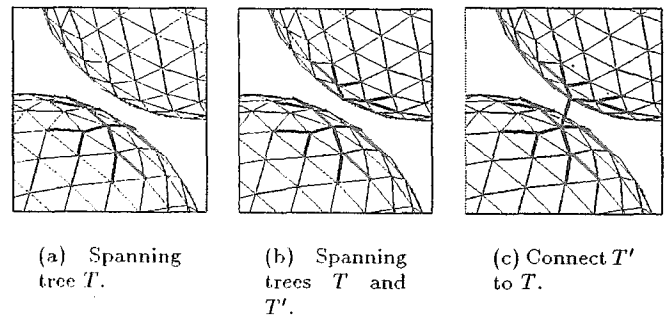 (a) Spanning
tree T.
(b) Spanning
trees T and
T'.
(c) Connect T'
to T.